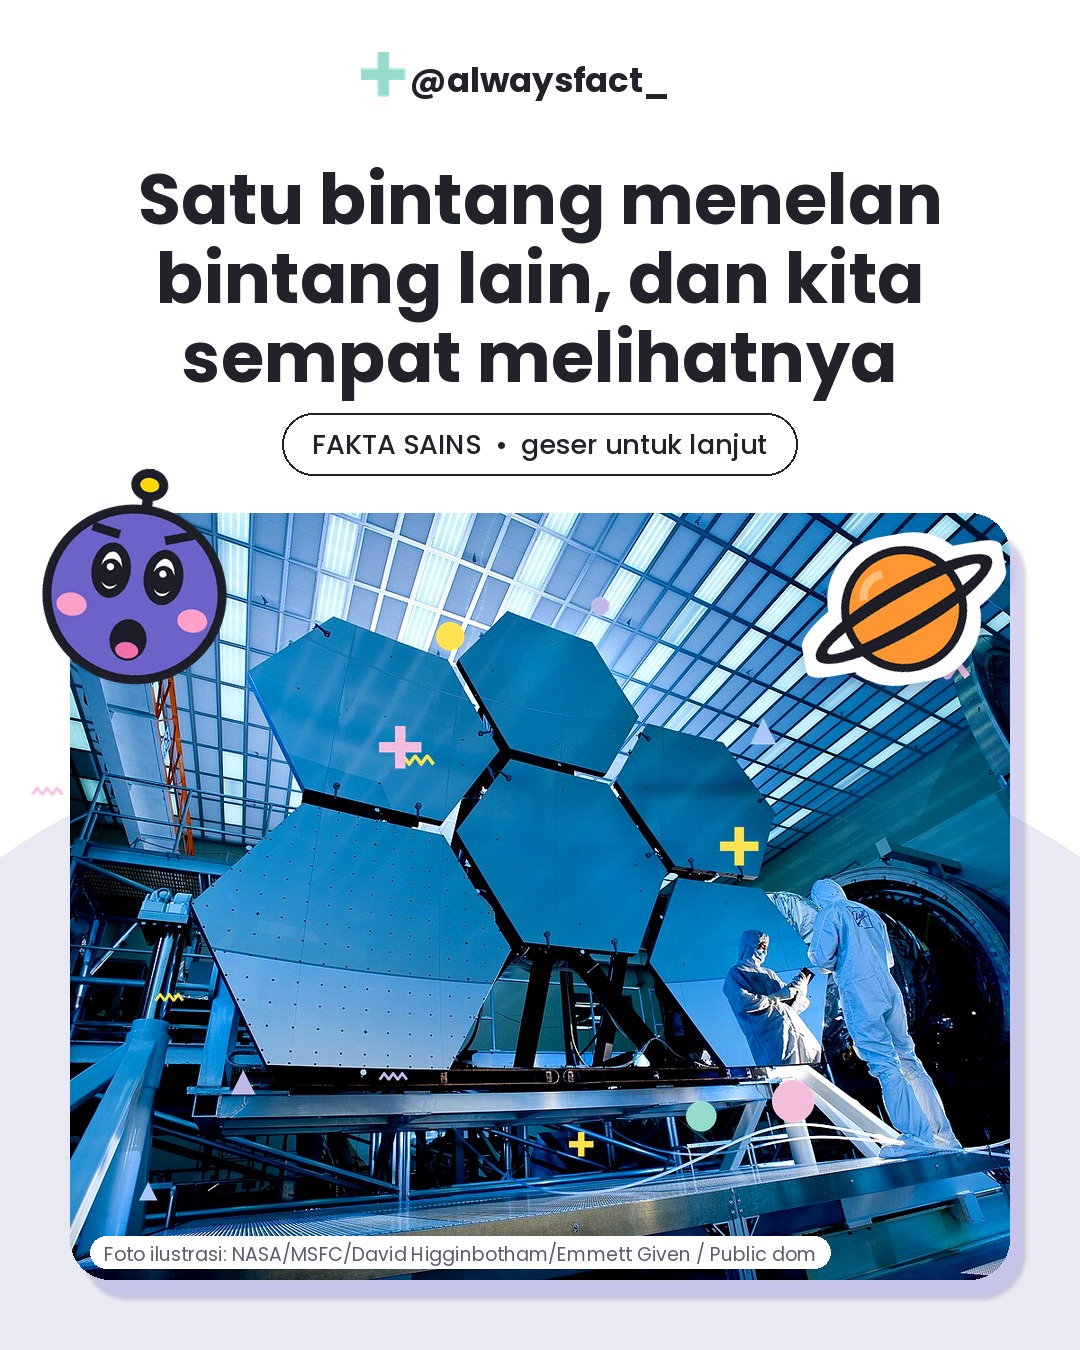 @alwaysfact_
Satu bintang menelan
bintang lain, dan kita
sempat melihatnya
FAKTA SAINS • geser untuk lanjut
Foto ilustrasi: NASA/MSFC/David Higginbotham/Emmett Given / Public dom